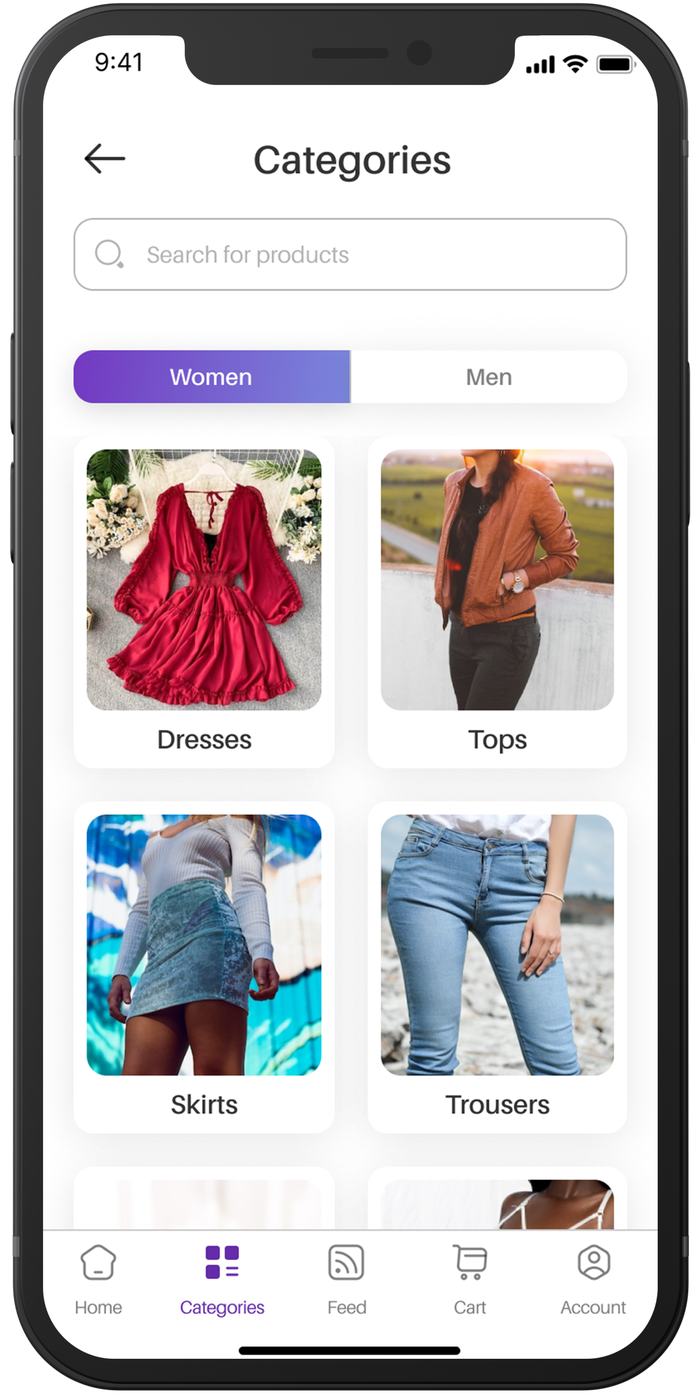 9:41
Categories
Search for products
Women Men
Dresses Tops
Skirts Trousers
Home Categories Feed Cart Account